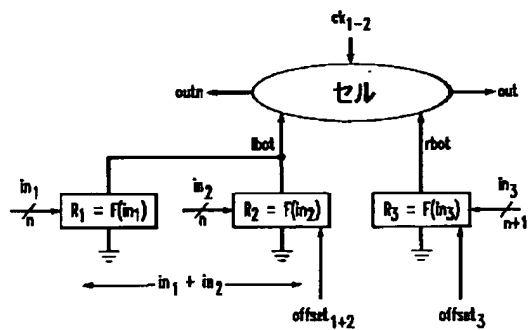 ck1-2
セル
outn
out
lbot
rbot
in1
n
R1 = F(in1)
in2
n
R2 = F(in2)
R3 = F(in3)
in3
n+1
in1 + in2
offset1+2
offset3